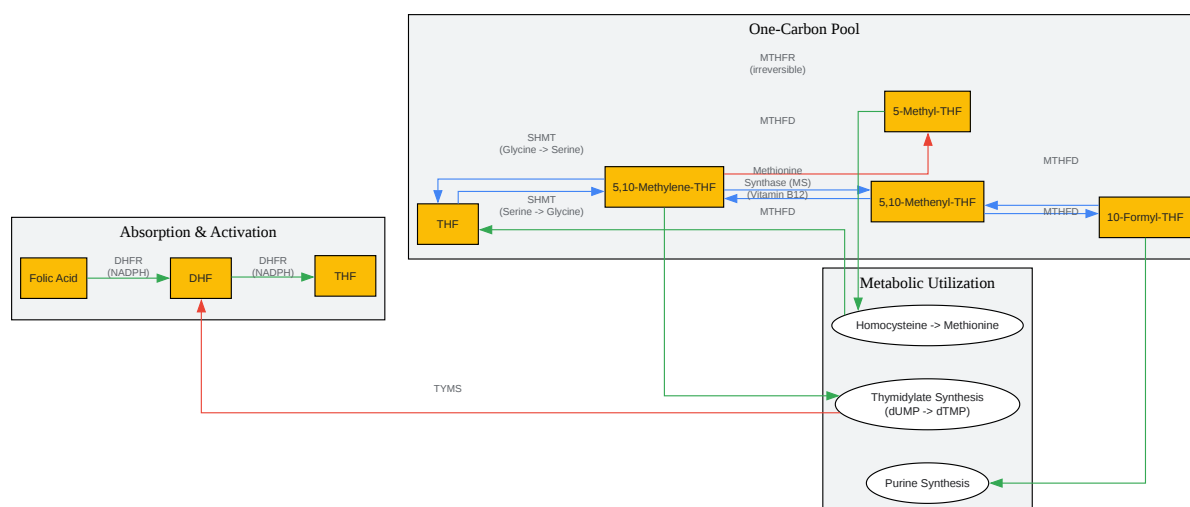 One-Carbon Pool
MTHFR
(irreversible)
5-Methyl-THF
MTHFD
SHMT
(Glycine -> Serine)
MTHFD
Methionine
Synthase (MS)
(Vitamin B12)
5,10-Methylene-THF
5,10-Methenyl-THF
SHMT
(Serine -> Glycine)
MTHFD
MTHFD
10-Formyl-THF
THF
Absorption & Activation
DHFR
(NADPH)
DHFR
(NADPH)
Folic Acid
DHF
THF
Metabolic Utilization
Homocysteine -> Methionine
TYMS
Thymidylate Synthesis
(dUMP -> dTMP)
Purine Synthesis